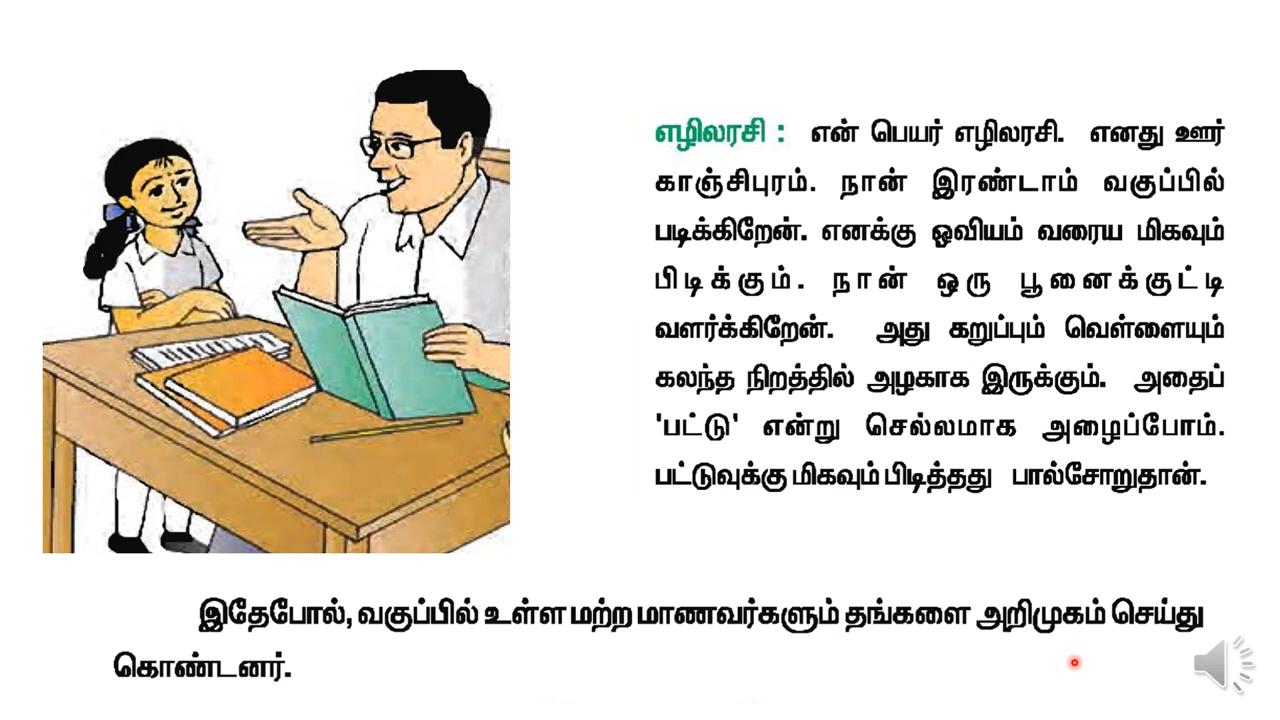 எழிலரசி : என் பெயர் எழிலரசி. எனது ஊர்
காஞ்சிபுரம். நான் இரண்டாம் வகுப்பில்
படிக்கிறேன். எனக்கு ஓவியம் வரைய மிகவும்
பிடிக்கும். நான் ஒரு பூனைக்குட்டி
வளர்க்கிறேன். அது கறுப்பும் வெள்ளையும்
கலந்த நிறத்தில் அழகாக இருக்கும். அதைப்
'பட்டு' என்று செல்லமாக அழைப்போம்.
பட்டுவுக்கு மிகவும் பிடித்தது பால்சோறுதான்.
இதேபோல், வகுப்பில் உள்ள மற்ற மாணவர்களும் தங்களை அறிமுகம் செய்து
கொண்டனர்.